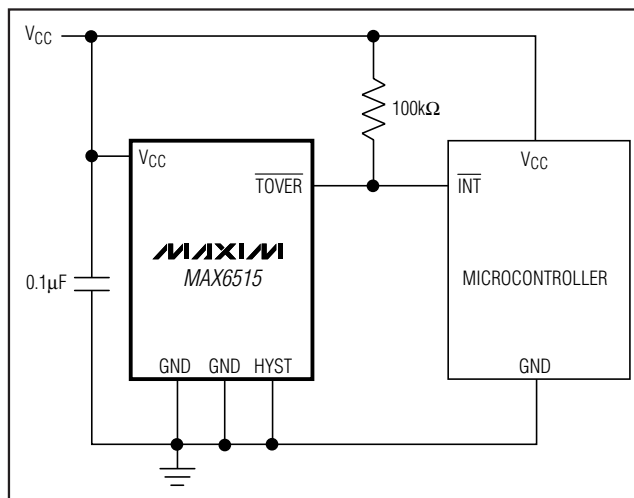 VCC
100kΩ
VCC
TOVER
INT
VCC
MAXIM
MAX6515
0.1µF
MICROCONTROLLER
GND GND HYST
GND